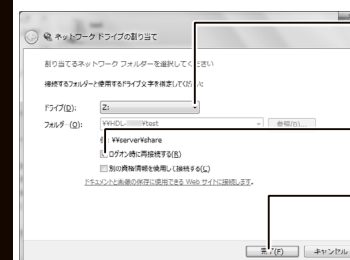 ネットワーク ドライブの割り当て
割り当てるネットワーク フォルダーを選択してください
接続するフォルダーと使用するドライブ文字を指定してください:
ドライブ(D): Z:
フォルダー(O): ¥¥HDL- ¥test 参照(B)...
例: ¥¥server¥share
ログオン時に再接続する(R)
別の資格情報を使用して接続する(C)
ドキュメントと画像の保存に使用できる Web サイトに接続します。
完了(F) キャンセル